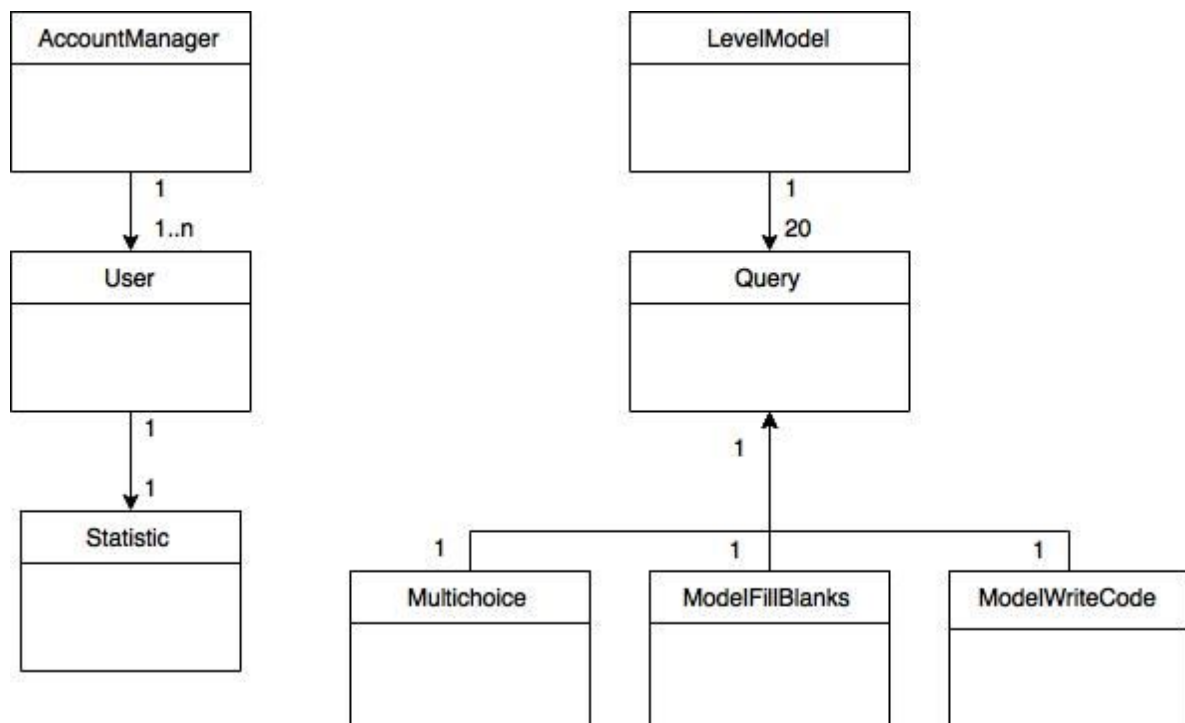 AccountManager
LevelModel
1
1
1..n
20
User
Query
1
1
1
Statistic
1
1
1
Multichoice
ModelFillBlanks
ModelWriteCode